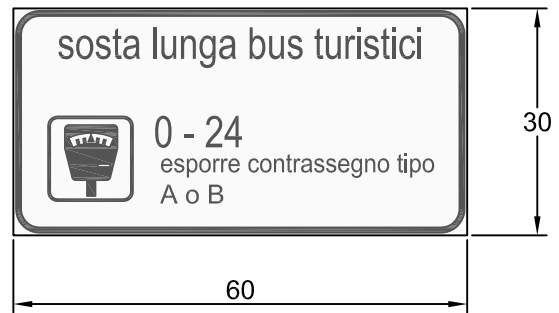 sosta lunga bus turistici
0 - 24
esporre contrassegno tipo
A o B
30
60